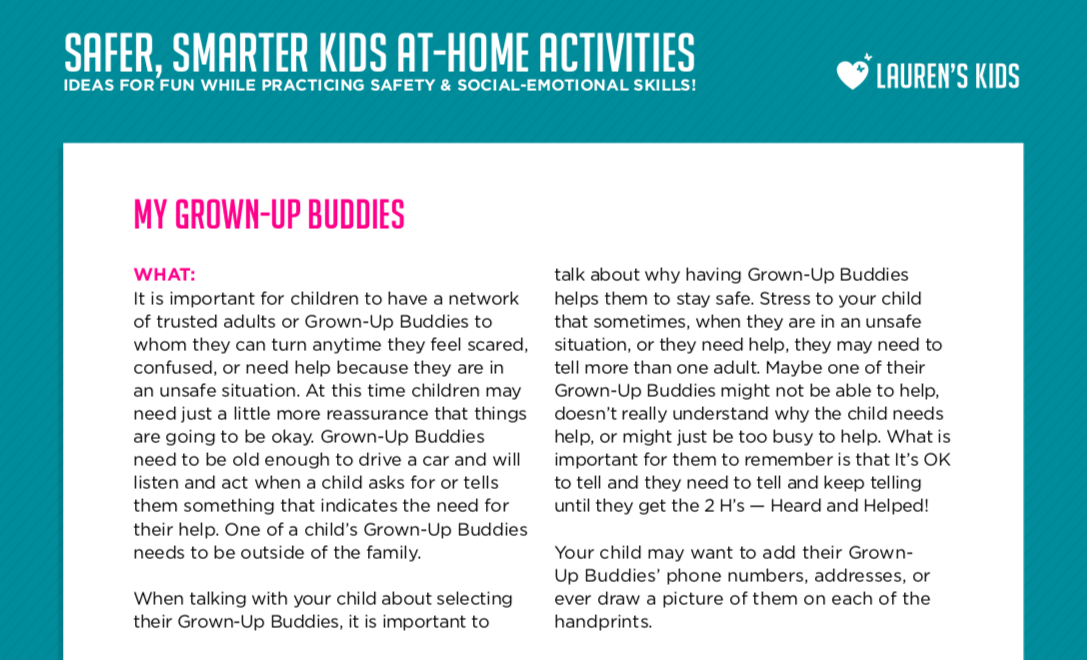 SAFER, SMARTER KIDS AT-HOME ACTIVITIES
IDEAS FOR FUN WHILE PRACTICING SAFETY & SOCIAL-EMOTIONAL SKILLS!
LAUREN'S KIDS
MY GROWN-UP BUDDIES
WHAT:
It is important for children to have a network
of trusted adults or Grown-Up Buddies to
whom they can turn anytime they feel scared,
confused, or need help because they are in
an unsafe situation. At this time children may
need just a little more reassurance that things
are going to be okay. Grown-Up Buddies
need to be old enough to drive a car and will
listen and act when a child asks for or tells
them something that indicates the need for
their help. One of a child's Grown-Up Buddies
needs to be outside of the family.
When talking with your child about selecting
their Grown-Up Buddies, it is important to
talk about why having Grown-Up Buddies
helps them to stay safe. Stress to your child
that sometimes, when they are in an unsafe
situation, or they need help, they may need to
tell more than one adult. Maybe one of their
Grown-Up Buddies might not be able to help,
doesn't really understand why the child needs
help, or might just be too busy to help. What is
important for them to remember is that It's OK
to tell and they need to tell and keep telling
until they get the 2 H's — Heard and Helped!
Your child may want to add their Grown-
Up Buddies' phone numbers, addresses, or
ever draw a picture of them on each of the
handprints.